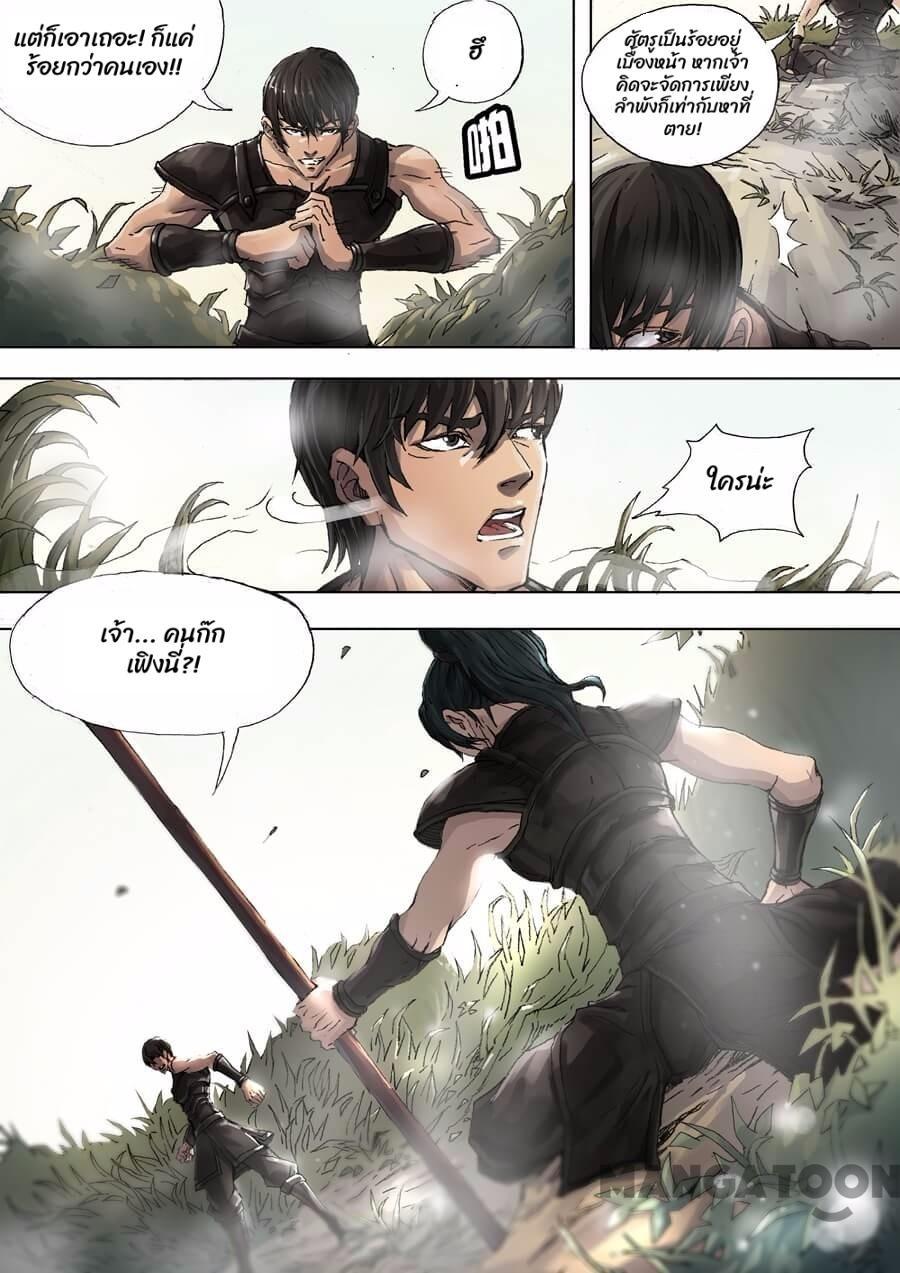 แต่ก็เอาเถอะ! ก็แค่
ร้อยกว่าคนเอง!!
ฮึ
ศัตรูเป็นร้อยอยู่
เบื้องหน้า หากเจ้า
คิดจะจัดการเพียง
ลำพังก็เท่ากับหาที่
ตาย!
ใครน่ะ
เจ้า... คนก๊ก
เฟิงนี่?!
MANGATOON